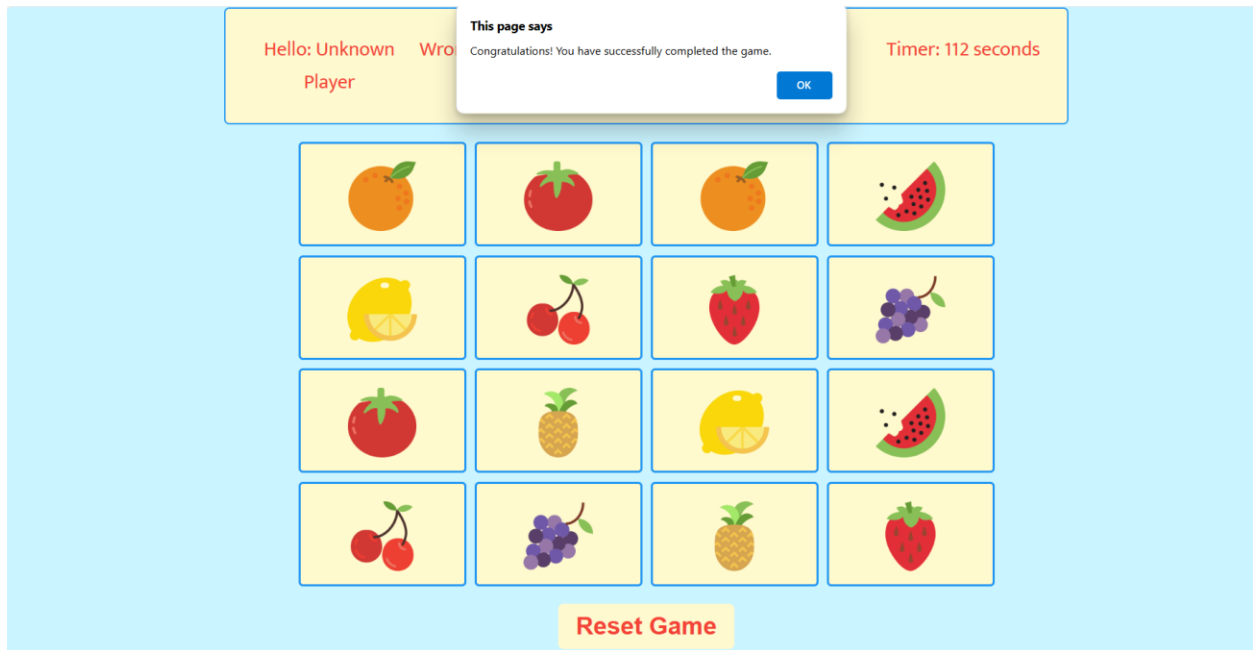 This page says
Congratulations! You have successfully completed the game.
OK
Hello: Unknown
Player
Timer: 112 seconds
Reset Game